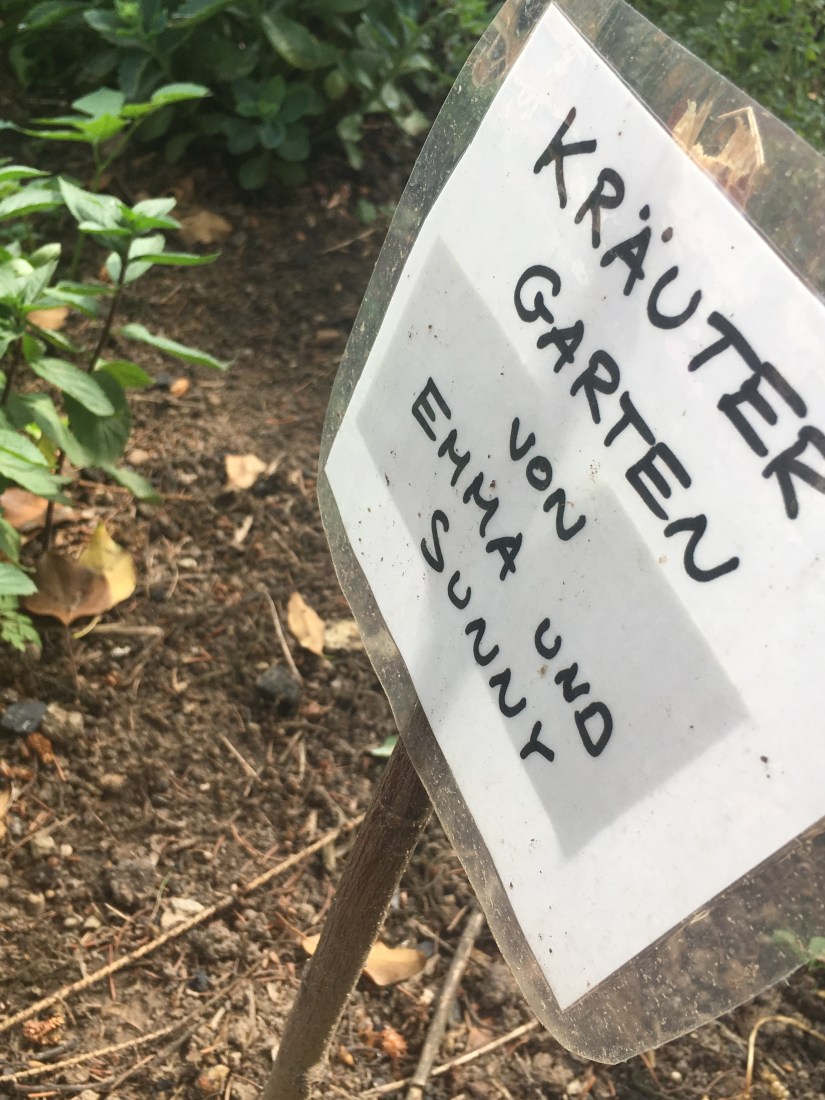 KRÄUTER
GARTEN
VON
EMMA UND
SUNNY